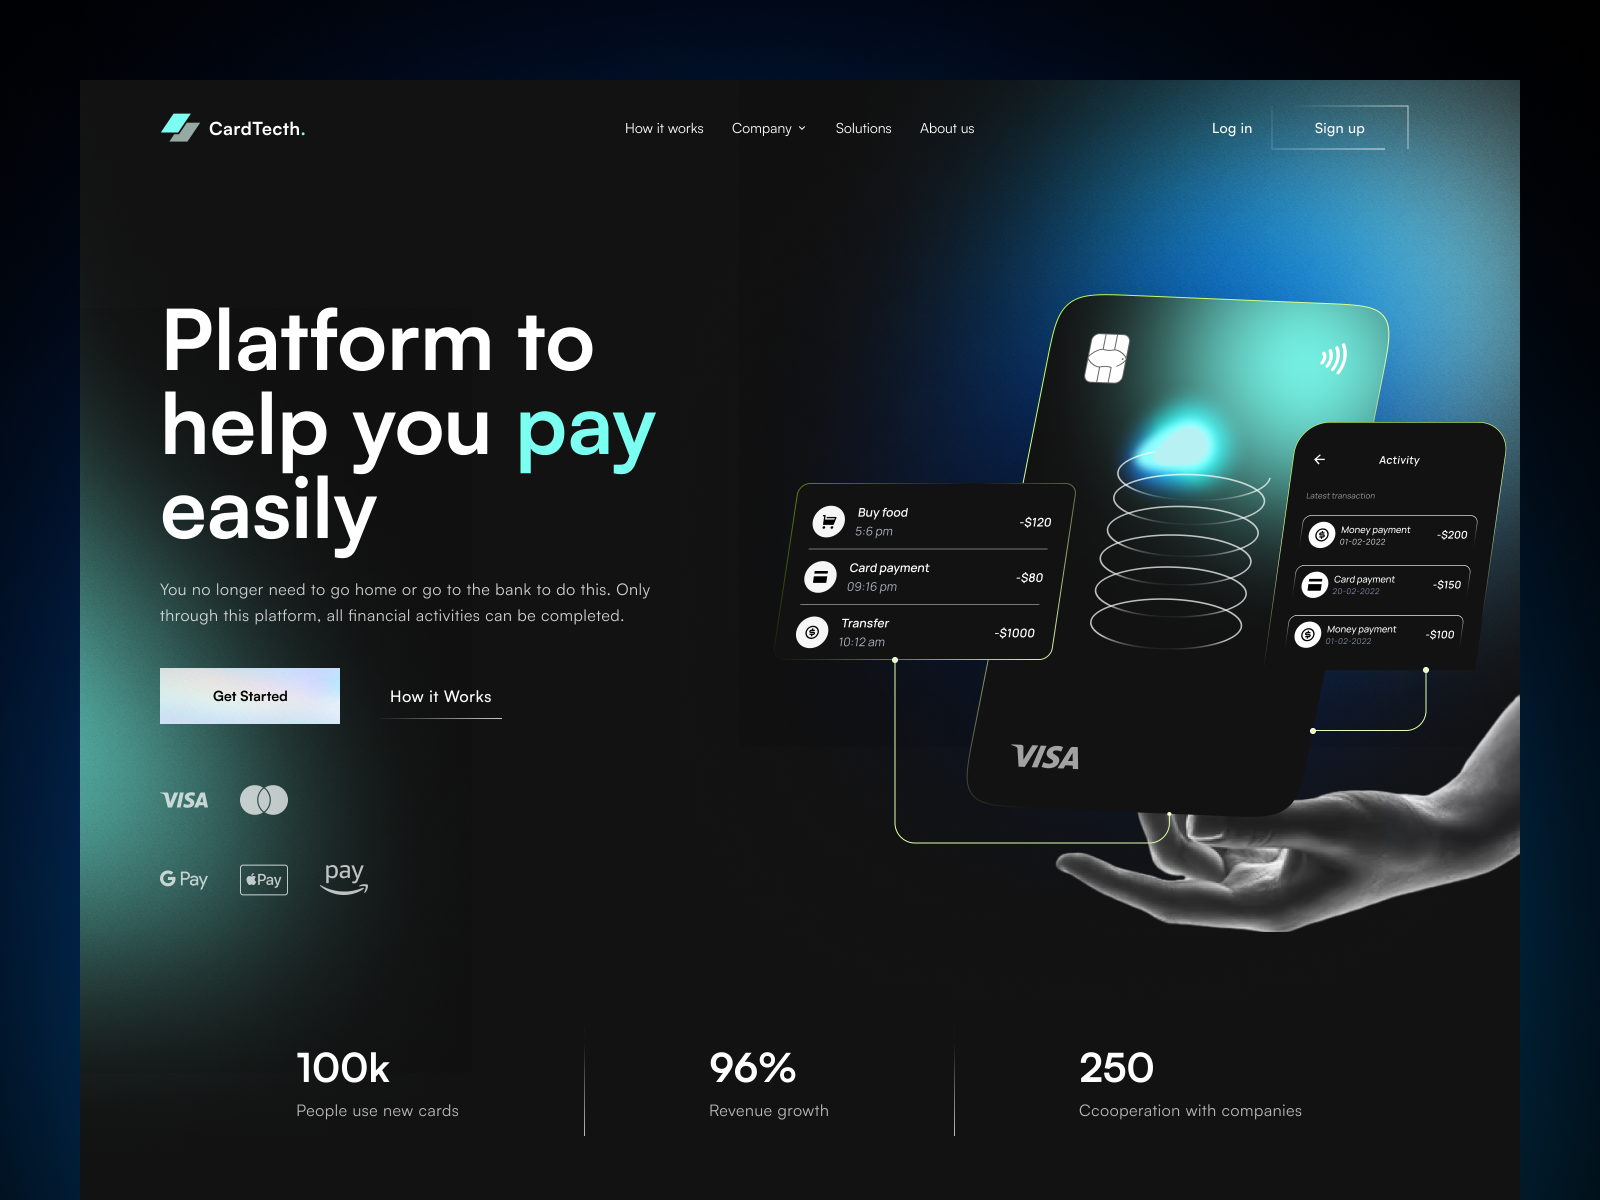 CardTecth.
How it works
Company
Solutions
About us
Log in
Sign up
Platform to
help you pay
easily
You no longer need to go home or go to the bank to do this. Only
through this platform, all financial activities can be completed.
Get Started
How it Works
VISA
G Pay
Pay
pay
Buy food
5:6 pm
-$120
Card payment
09:16 pm
-$80
Transfer
10:12 am
-$1000
VISA
Activity
Latest transaction
Money payment
01-02-2022
-$200
Card payment
20-02-2022
-$150
Money payment
01-02-2022
-$100
100k
People use new cards
96%
Revenue growth
250
Ccooperation with companies